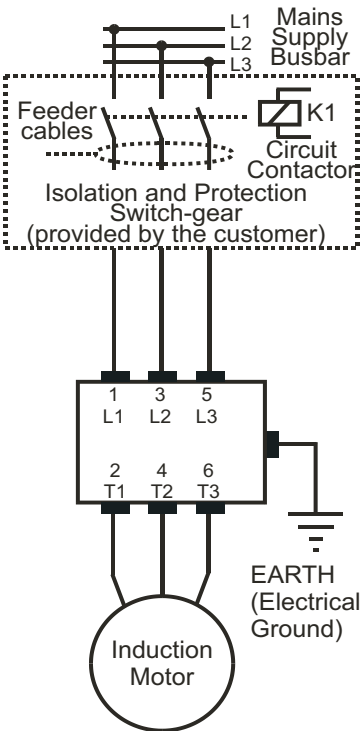 L1
L2
L3
Mains
Supply
Busbar
Feeder
cables
K1
Circuit
Contactor
Isolation and Protection
Switch-gear
(provided by the customer)
1 3 5
L1 L2 L3
2 4 6
T1 T2 T3
EARTH
(Electrical
Ground)
Induction
Motor